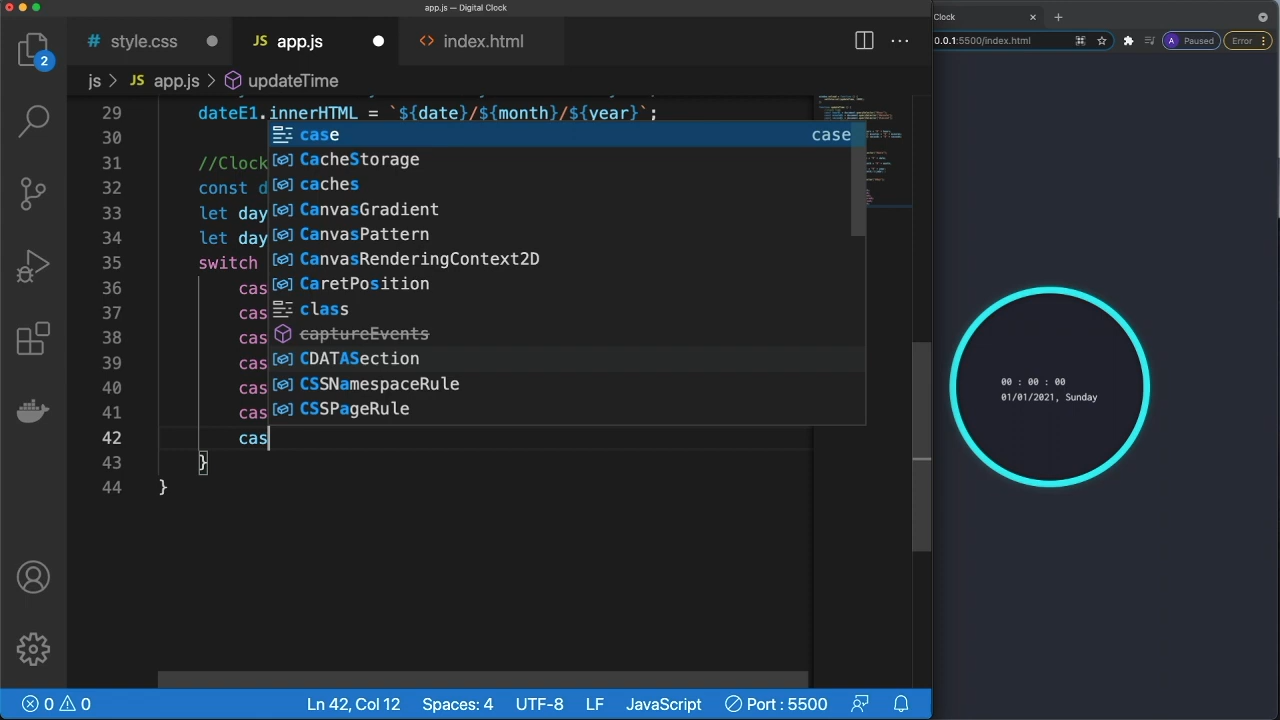 app.js — Digital Clock
Clock
# style.css
JS app.js
<> index.html
0.0.1:5500/index.html
A Paused
Error
2
js > JS app.js > updateTime
29 dateE1.innerHTML = `${date}/${month}/${year}`;
30
case case
CacheStorage
caches
CanvasGradient
CanvasPattern
CanvasRenderingContext2D
CaretPosition
class
captureEvents
CDATASection
CSSNamespaceRule
CSSPageRule
31 //Clock
32 const d
33 let day
34 let day
35 switch
36 cas
37 cas
38 cas
39 cas
40 cas
41 cas
42 cas
43 }
44 }
00 : 00 : 00
01/01/2021, Sunday
0 0
Ln 42, Col 12
Spaces: 4
UTF-8
LF
JavaScript
Port : 5500